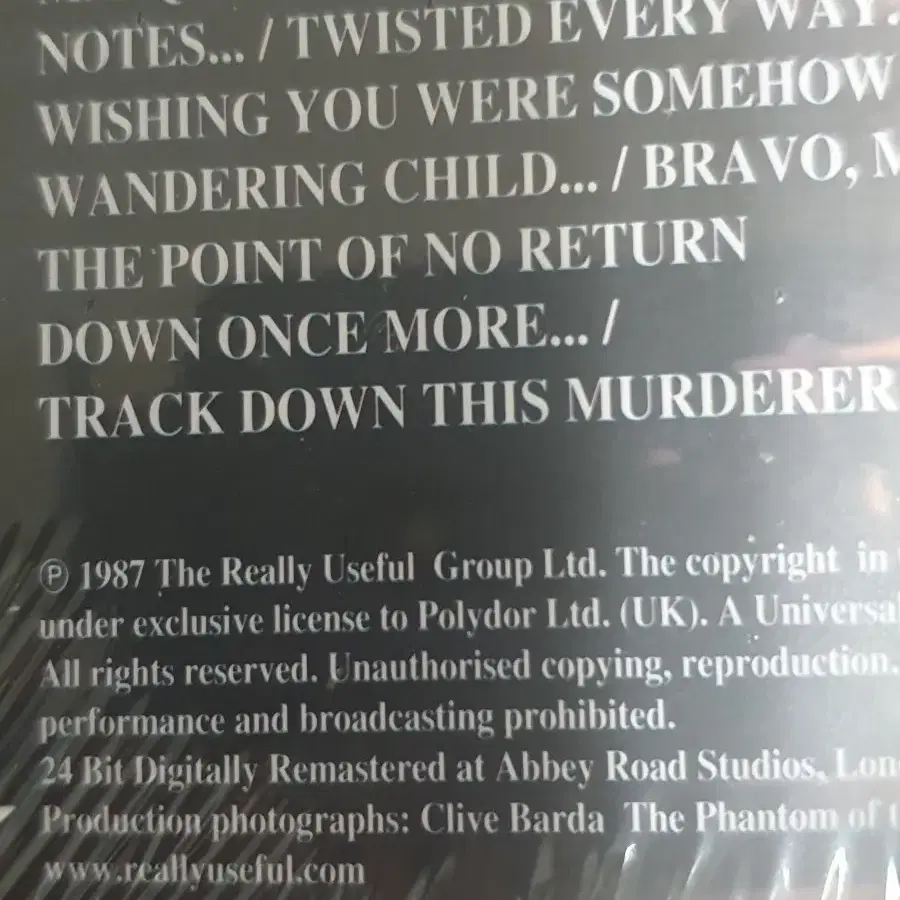 NOTES... / TWISTED EVERY WAY.
WISHING YOU WERE SOMEHOW
WANDERING CHILD... / BRAVO, M
THE POINT OF NO RETURN
DOWN ONCE MORE... /
TRACK DOWN THIS MURDERER
℗ 1987 The Really Useful Group Ltd. The copyright in
under exclusive license to Polydor Ltd. (UK). A Universal
All rights reserved. Unauthorised copying, reproduction.
performance and broadcasting prohibited.
24 Bit Digitally Remastered at Abbey Road Studios, Lon
Production photographs: Clive Barda The Phantom of t
www.reallyuseful.com